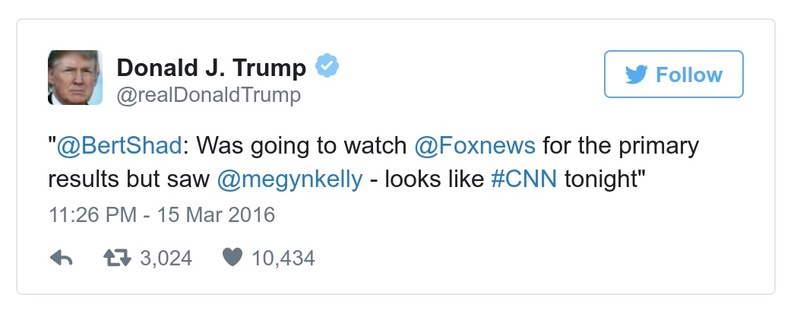 Donald J. Trump
@realDonaldTrump
Follow
"@BertShad: Was going to watch @Foxnews for the primary
results but saw @megynkelly - looks like #CNN tonight"
11:26 PM - 15 Mar 2016
3,024 10,434